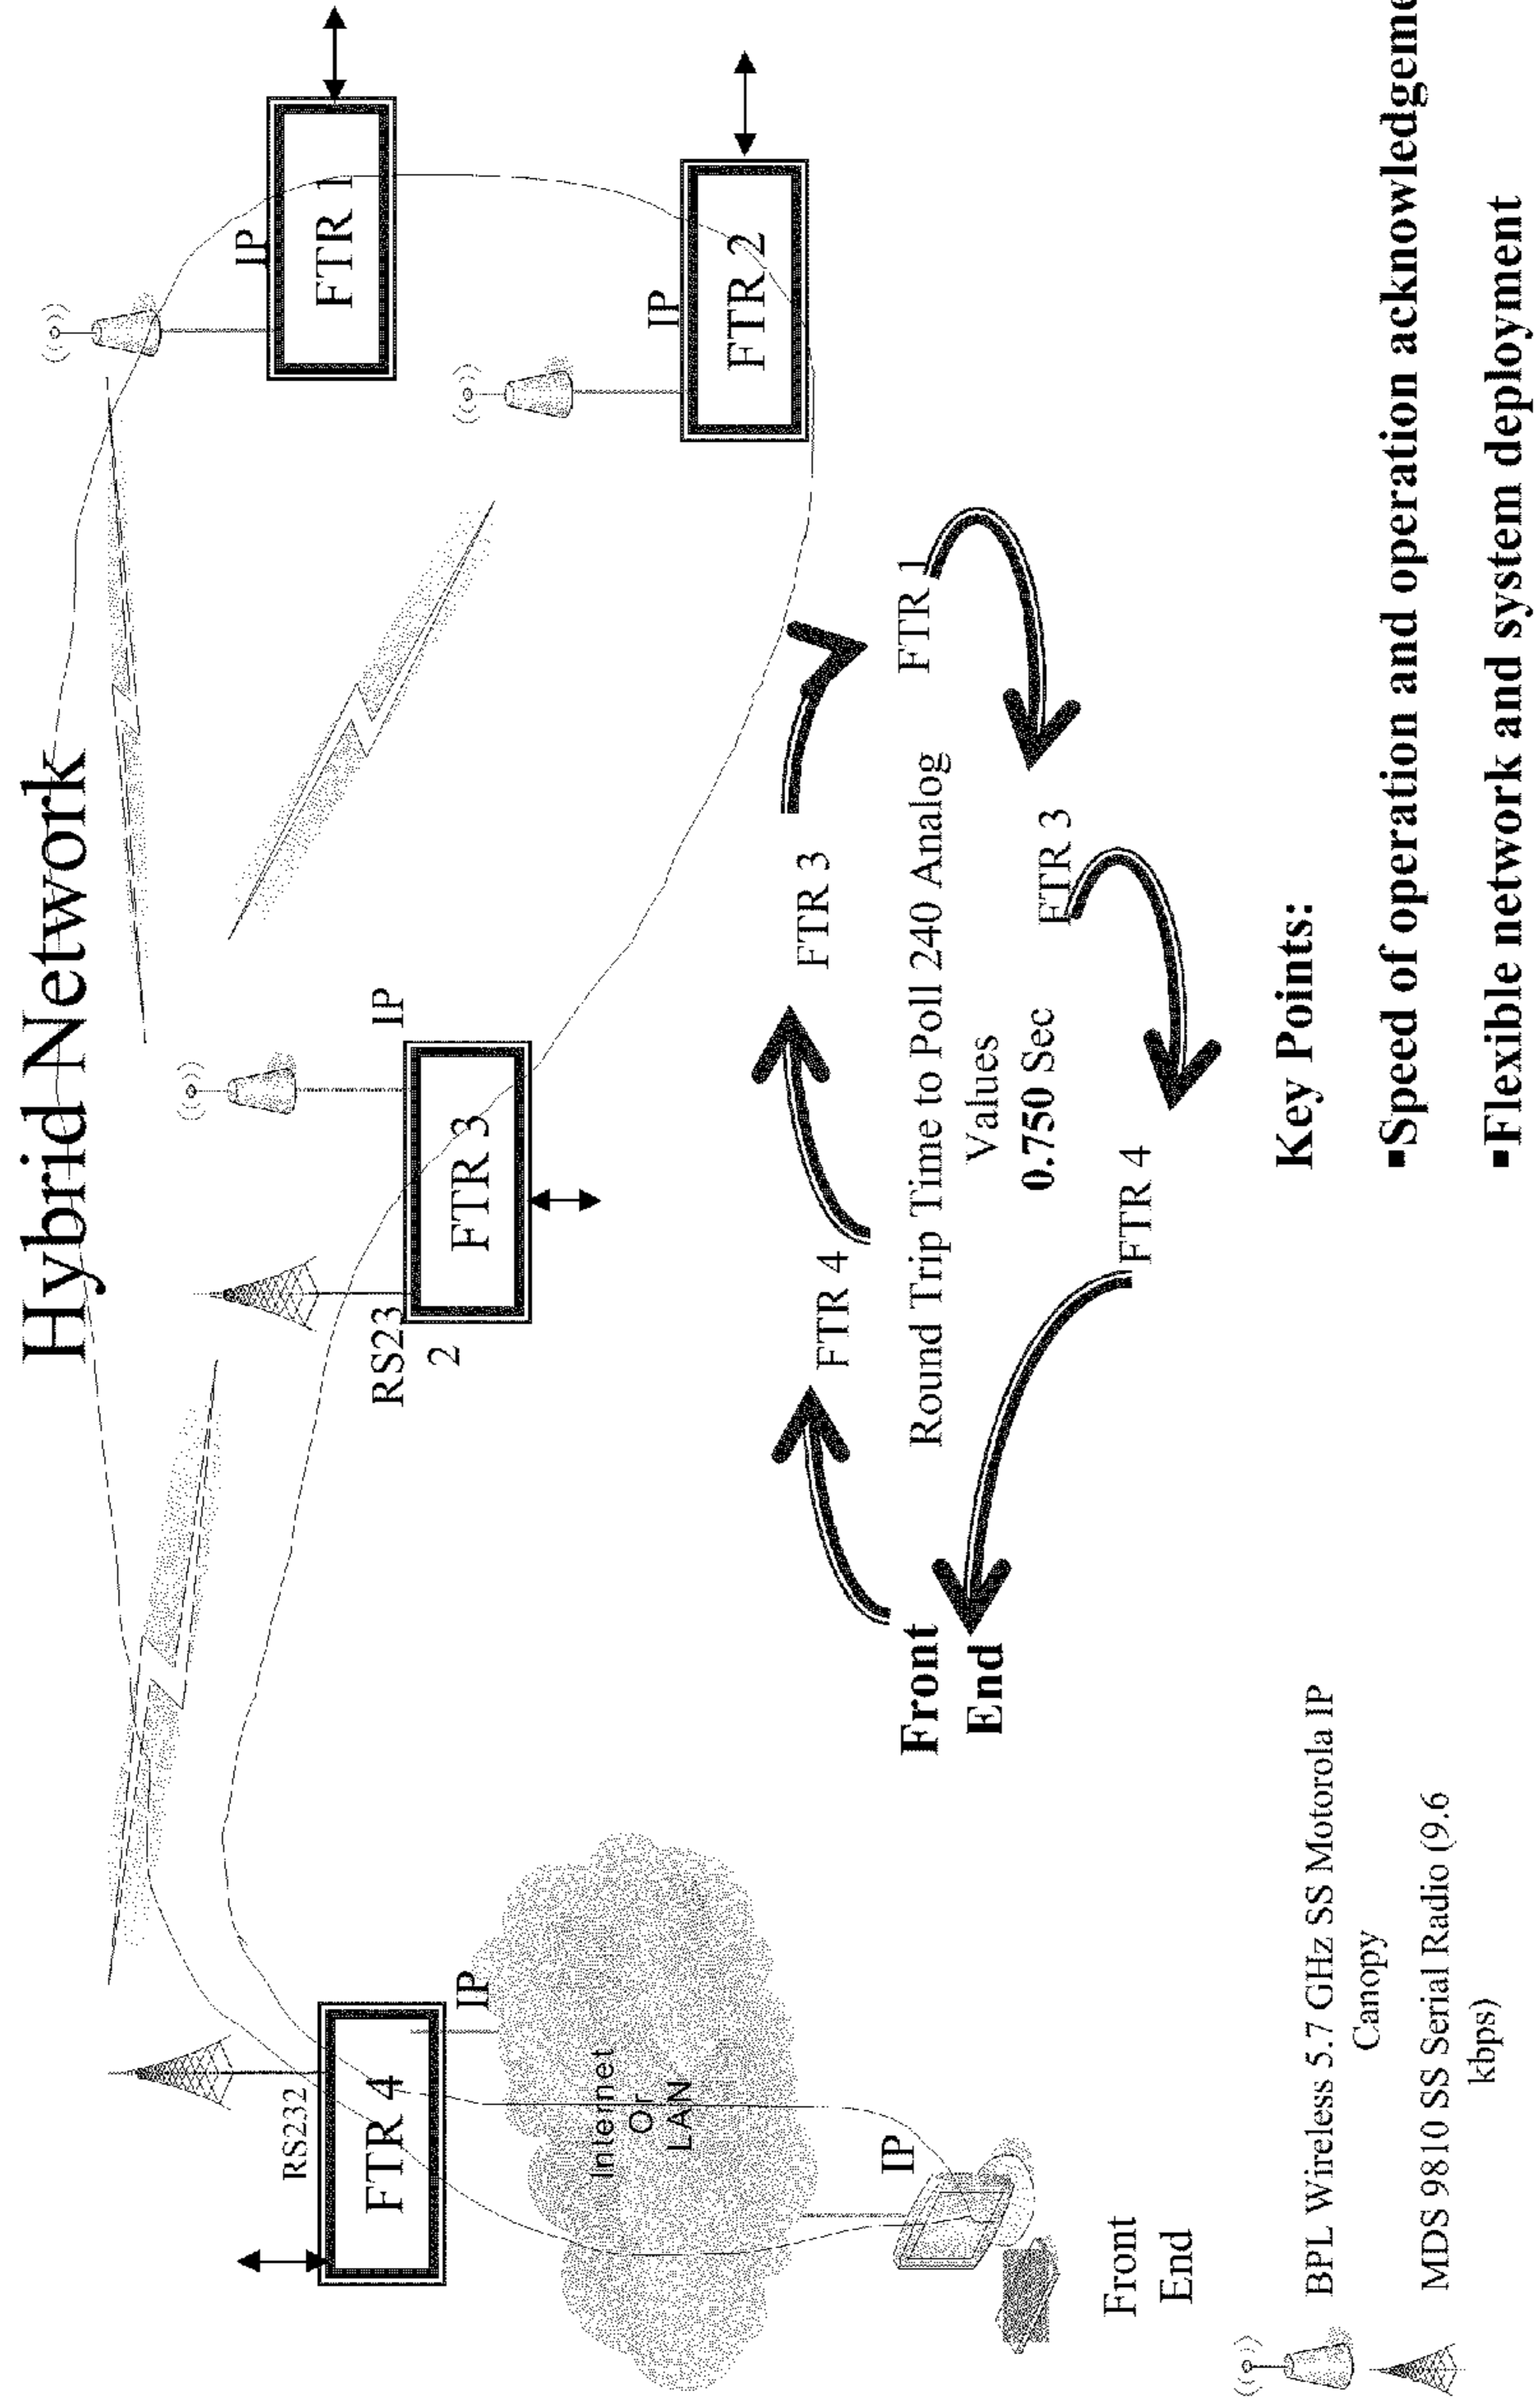 Hybrid Network
RS232
FTR 4
IP
Internet
Or
LAN
IP
Front
End
RS23
2
IP
FTR 3
IP
FTR 1
IP
FTR 2
Front
End
FTR 4
FTR 3
FTR 1
FTR 3
FTR 4
Round Trip Time to Poll 240 Analog
Values
0.750 Sec
BPL Wireless 5.7 GHz SS Motorola IP
Canopy
MDS 9810 SS Serial Radio (9.6
kbps)
Key Points:
▪Speed of operation and operation acknowledgeme
▪Flexible network and system deployment